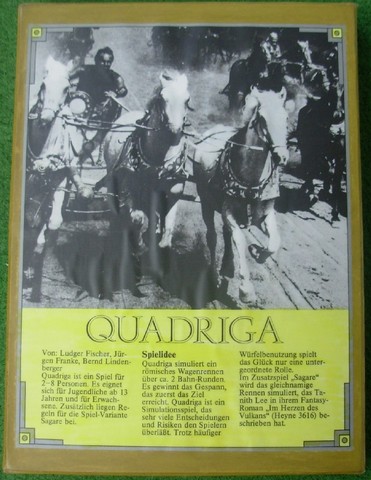 QUADRIGA
Von: Ludger Fischer, Jür-
gen Franke, Bernd Linden-
berger
Quadriga ist ein Spiel für
2-8 Personen. Es eignet
sich für Jugendliche ab 13
Jahren und für Erwach-
sene. Zusätzlich liegen Re-
geln für die Spiel-Variante
Sagare bei.
Spielidee
Quadriga simuliert ein
römisches Wagenrennen
über ca. 2 Bahn-Runden.
Es gewinnt das Gespann,
das zuerst das Ziel
erreicht. Quadriga ist ein
Simulationsspiel, das
sehr viele Entscheidungen
und Risiken den Spielern
überläßt. Trotz häufiger
Würfelbenutzung spielt
das Glück nur eine unter-
geordnete Rolle.
Im Zusatzspiel „Sagare"
wird das gleichnamige
Rennen simuliert, das Ta-
nith Lee in ihrem Fantasy-
Roman „Im Herzen des
Vulkans" (Heyne 3616) be-
schrieben hat.